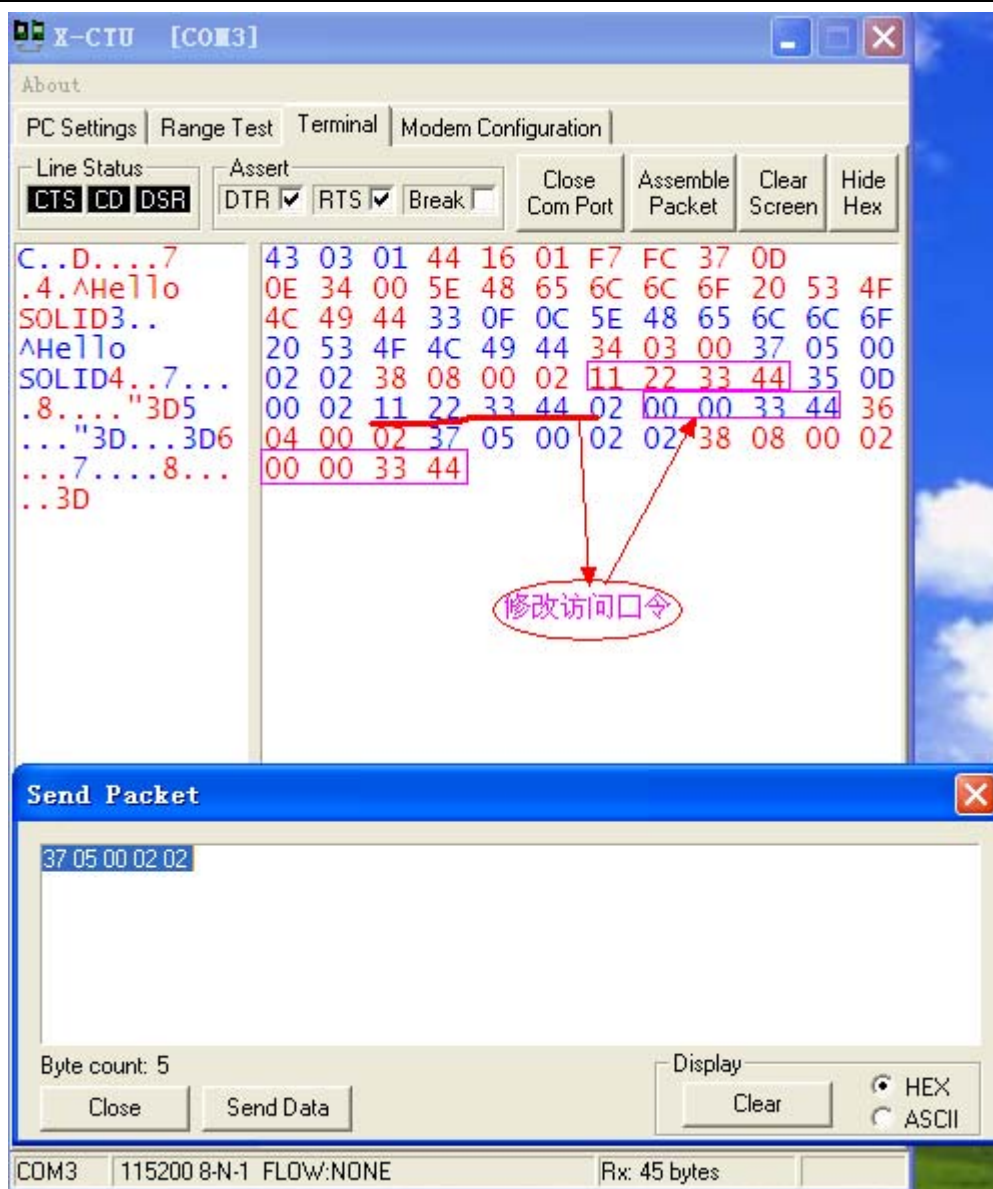 X-CTU [COM3]
About
PC Settings Range Test Terminal Modem Configuration
Line Status Assert
CTS CD DSR DTR RTS Break Close Com Port Assemble Packet Clear Screen Hide Hex
C..D....7 43 03 01 44 16 01 F7 FC 37 0D
.4.^Hello 0E 34 00 5E 48 65 6C 6C 6F 20 53 4F
SOLID3.. 4C 49 44 33 0F 0C 5E 48 65 6C 6C 6F
^Hello 20 53 4F 4C 49 44 34 03 00 37 05 00
SOLID4..7... 02 02 38 08 00 02 11 22 33 44 35 0D
.8...."3D5 00 02 11 22 33 44 02 00 00 33 44 36
..."3D...3D6 04 00 02 37 05 00 02 02 38 08 00 02
...7....8... 00 00 33 44
..3D
修改访问口令
Send Packet
37 05 00 02 02
Byte count: 5
Display
Close Send Data Clear HEX
ASCII
COM3 115200 8-N-1 FLOW:NONE Rx: 45 bytes